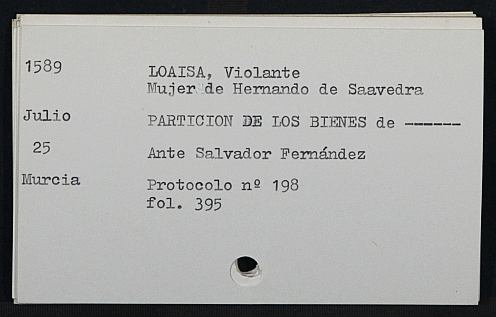 1589 LOAISA, Violante
Mujer de Hernando de Saavedra
Julio PARTICION DE LOS BIENES de ------
25 Ante Salvador Fernández
Murcia Protocolo nº 198
fol. 395